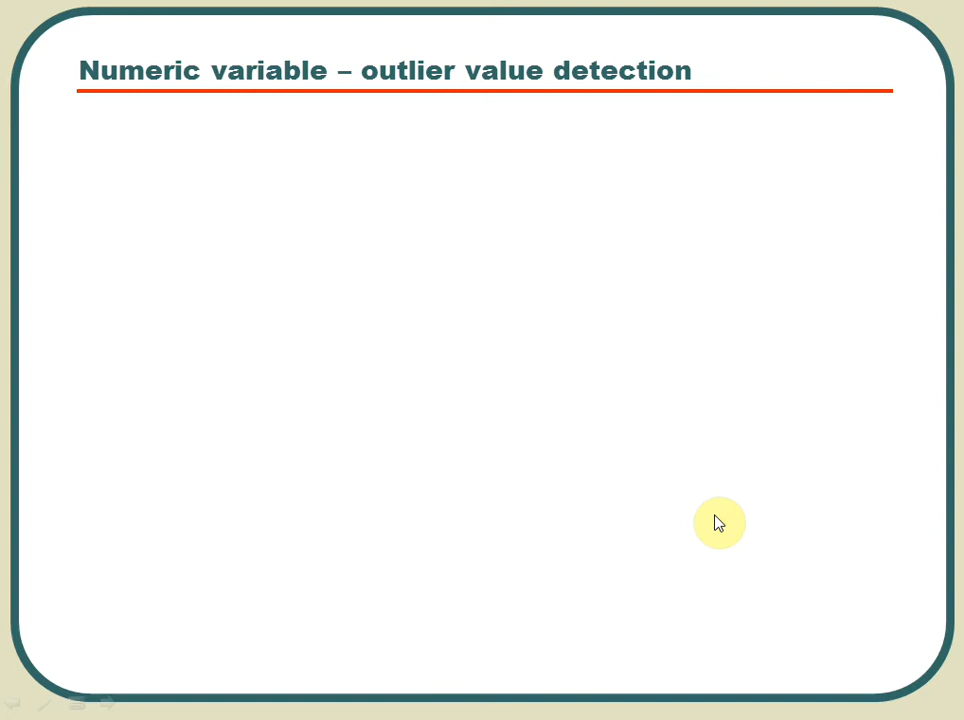 Numeric variable – outlier value detection